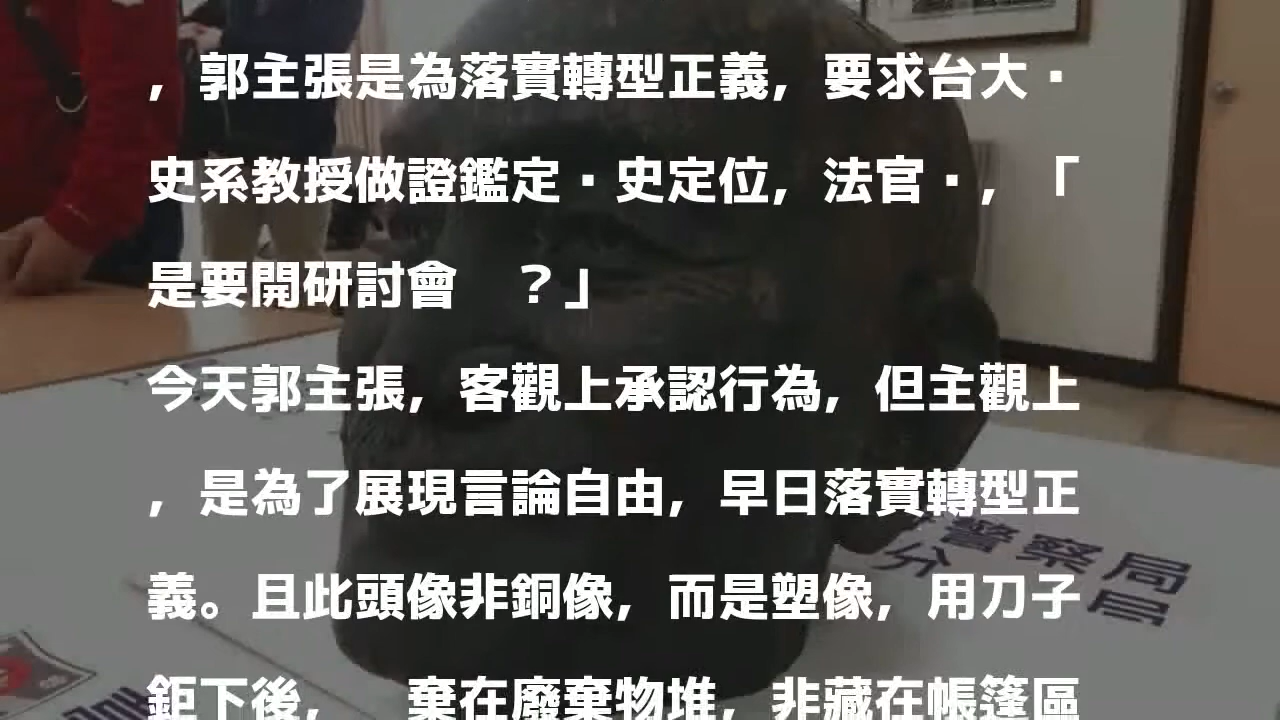 ，郭主張是為落實轉型正義，要求台大・
史系教授做證鑑定・史定位，法官・，「
是要開研討會　？」
今天郭主張，客觀上承認行為，但主觀上
，是為了展現言論自由，早日落實轉型正
義。且此頭像非銅像，而是塑像，用刀子
鉅下後，　棄在廢棄物堆，非藏在帳篷區
警察局
分 局